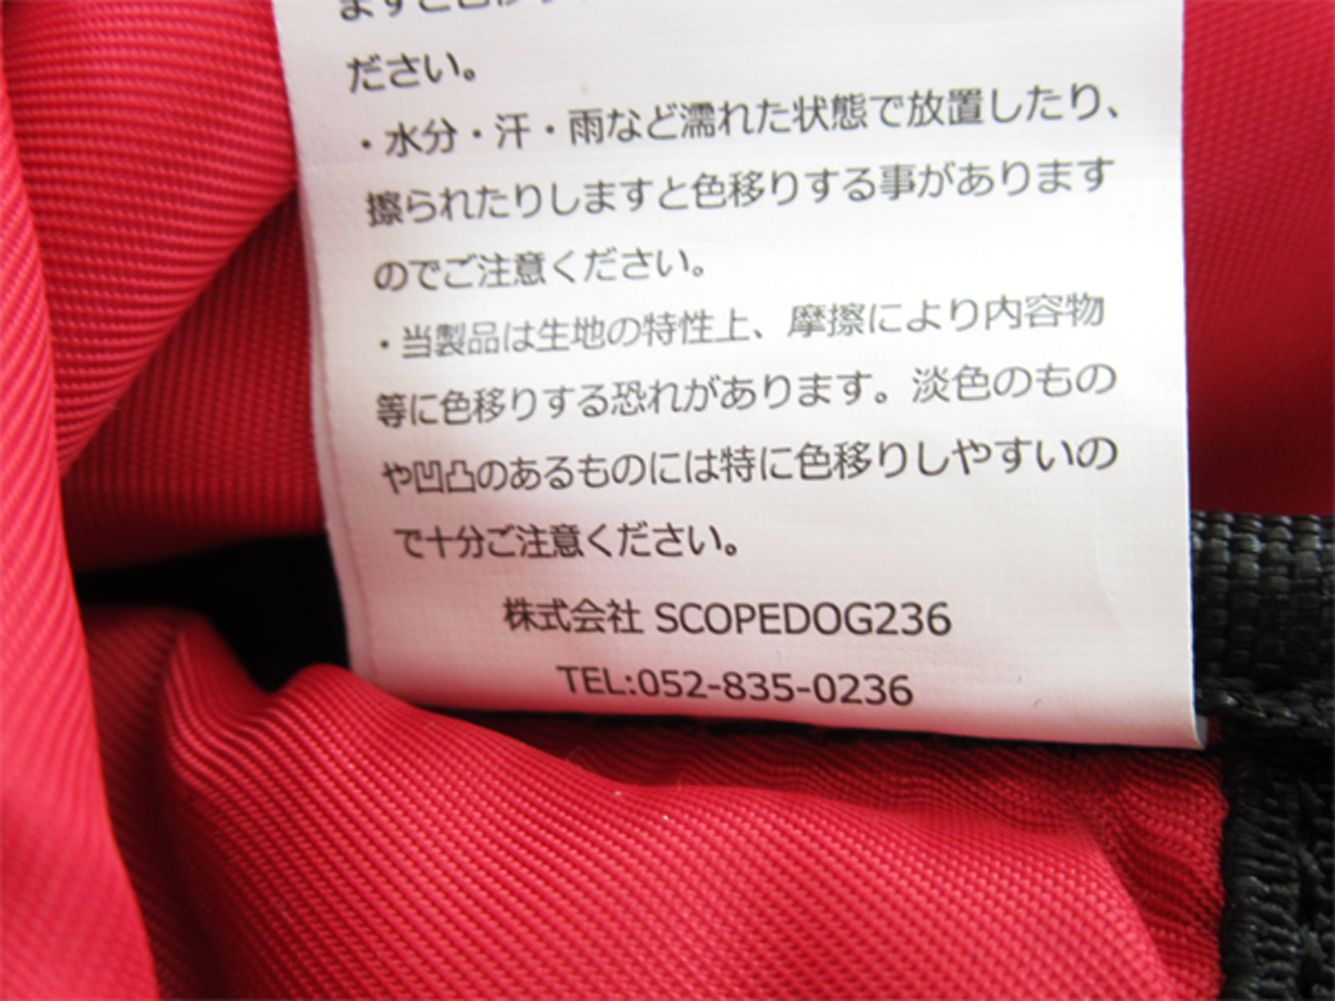 ますと色移り
ださい。
・水分・汗・雨など濡れた状態で放置したり、
擦られたりしますと色移りする事があります
のでご注意ください。
・当製品は生地の特性上、摩擦により内容物
等に色移りする恐れがあります。淡色のもの
や凹凸のあるものには特に色移りしやすいの
で十分ご注意ください。
株式会社 SCOPEDOG236
TEL:052-835-0236